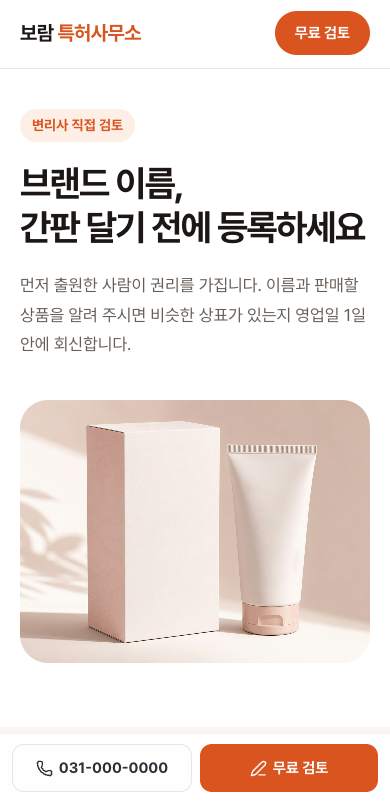 보람 특허사무소
무료 검토
변리사 직접 검토
브랜드 이름,
간판 달기 전에 등록하세요
먼저 출원한 사람이 권리를 가집니다. 이름과 판매할
상품을 알려 주시면 비슷한 상표가 있는지 영업일 1일
안에 회신합니다.
031-000-0000
무료 검토